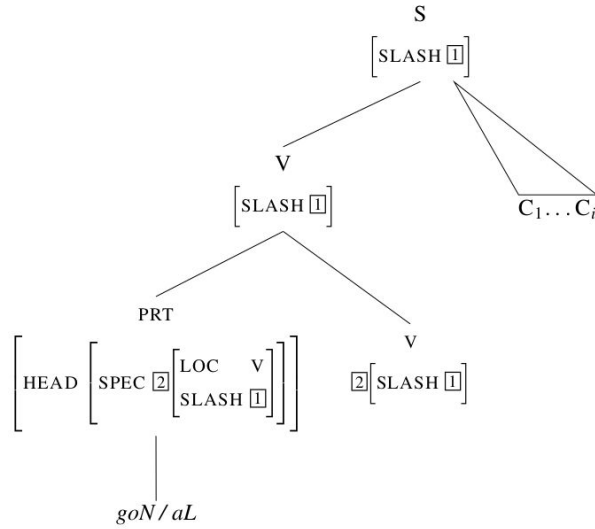 S
[SLASH 1]
V
[SLASH 1]
C₁ … Cᵢ
PRT
V
[HEAD [SPEC 2 [LOC V
SLASH 1]]]
2[SLASH 1]
goN / aL